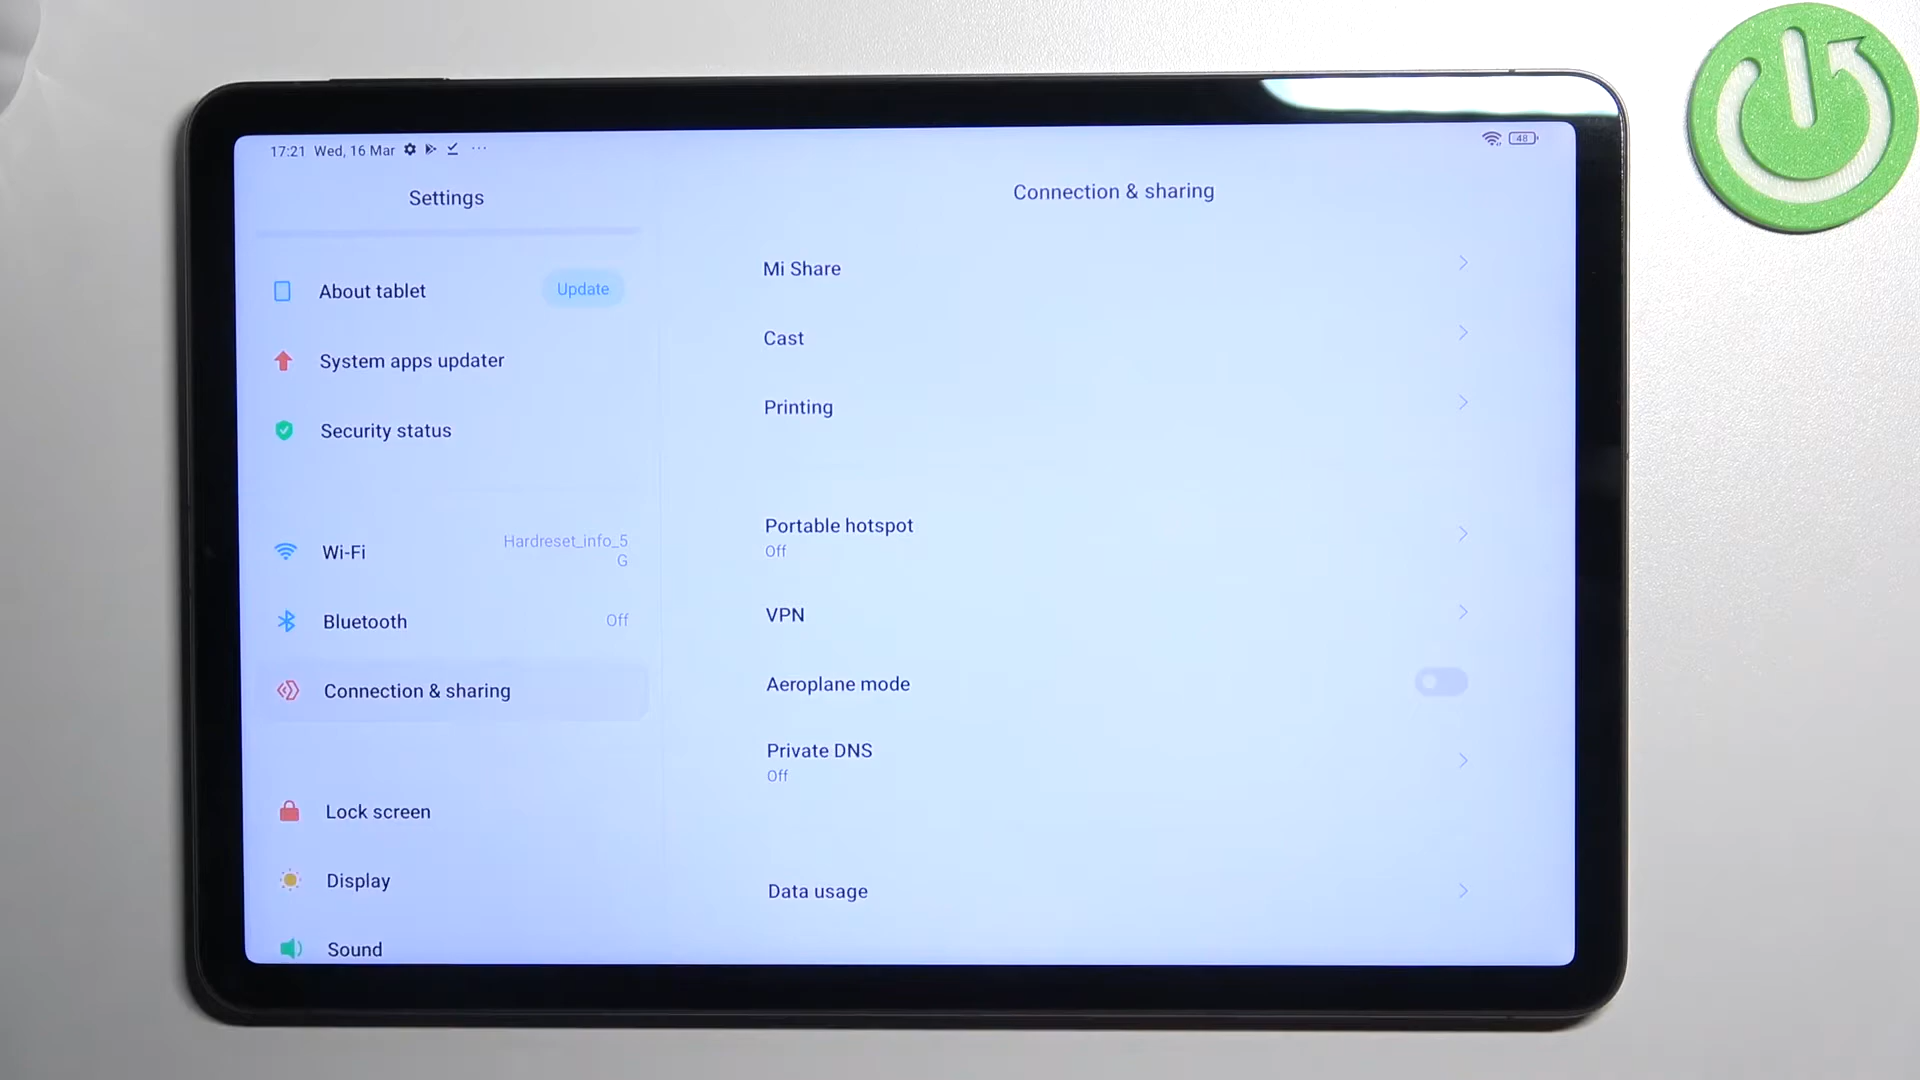 17:21 Wed, 16 Mar
48
Settings
About tablet
Update
System apps updater
Security status
Wi-Fi
Hardreset_info_5
G
Bluetooth
Off
Connection & sharing
Lock screen
Display
Sound
Connection & sharing
Mi Share
Cast
Printing
Portable hotspot
Off
VPN
Aeroplane mode
Private DNS
Off
Data usage